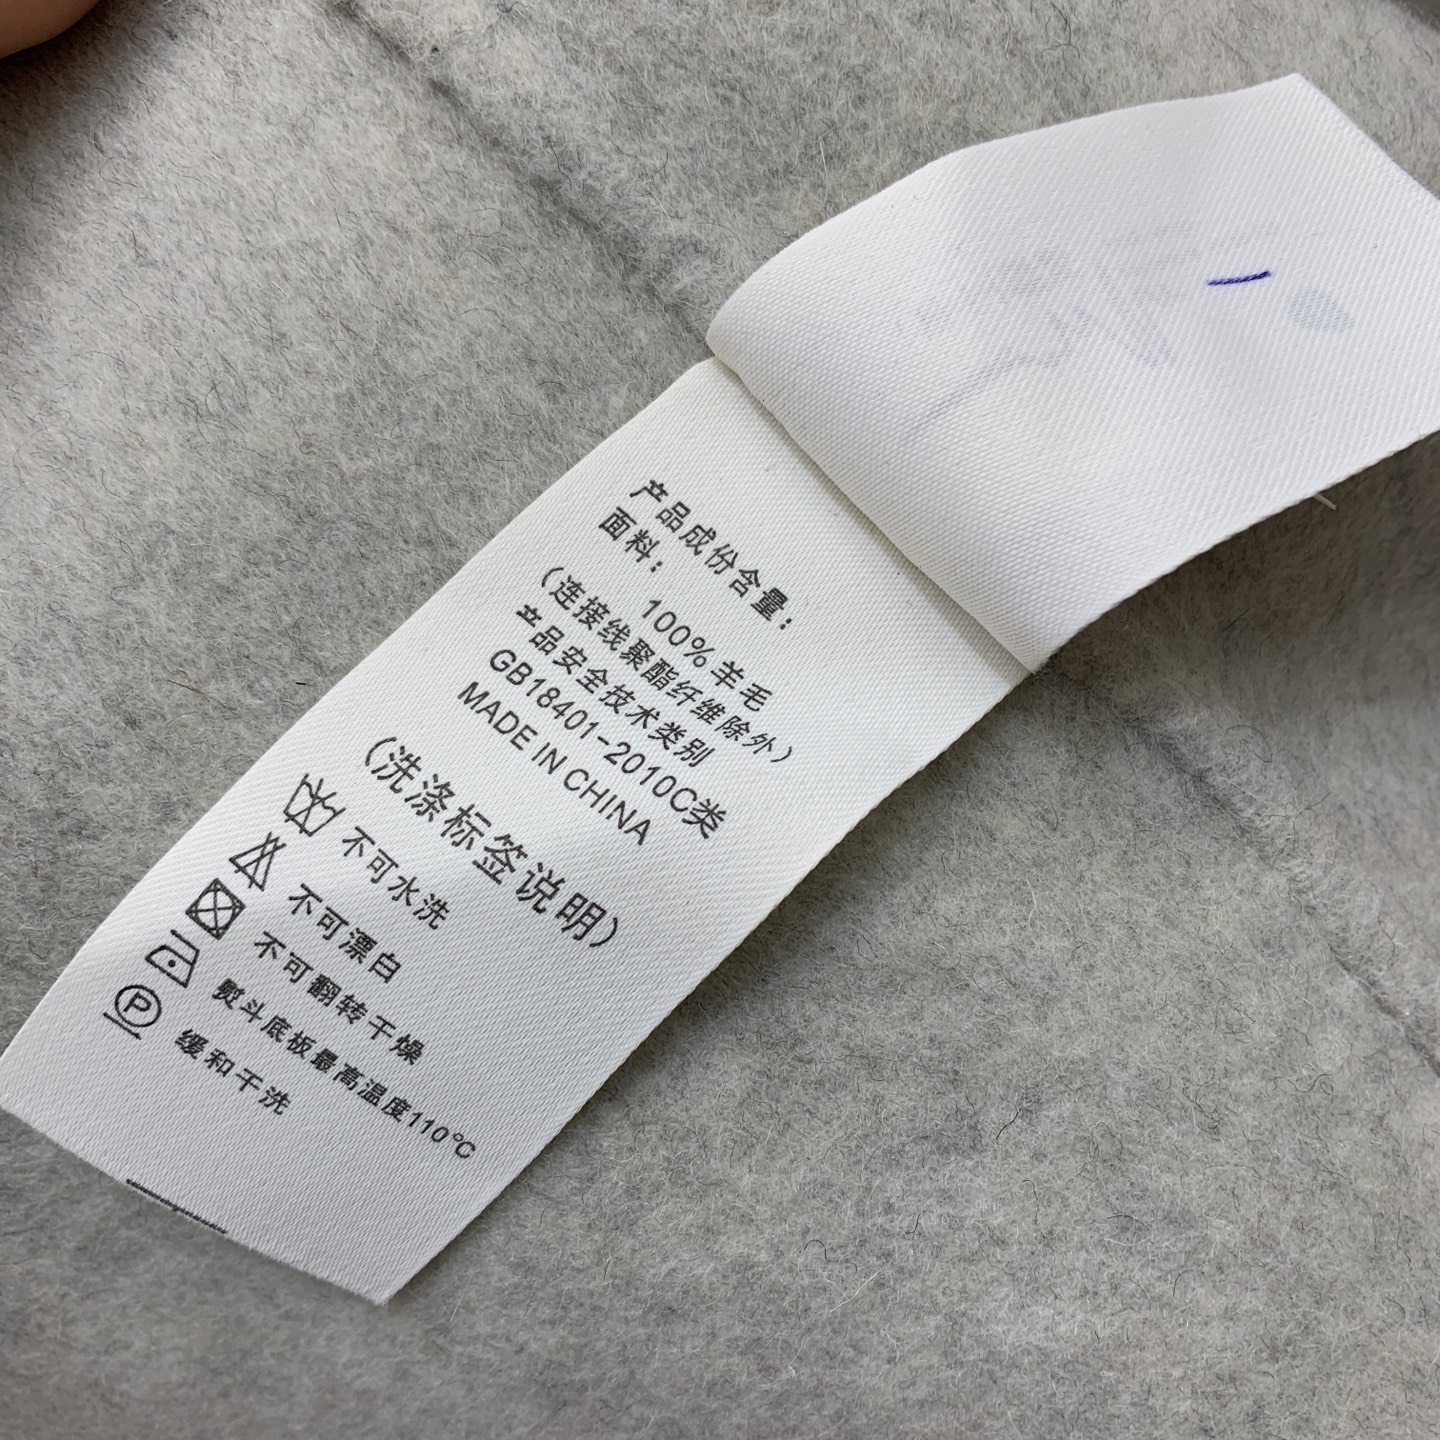 产品成份含量：
面料：
100%羊毛
（连接线聚酯纤维除外）
产品安全技术类别
GB18401-2010C类
MADE IN CHINA
（洗涤标签说明）
不可水洗
不可漂白
不可翻转干燥
熨斗底板最高温度110℃
P 缓和干洗